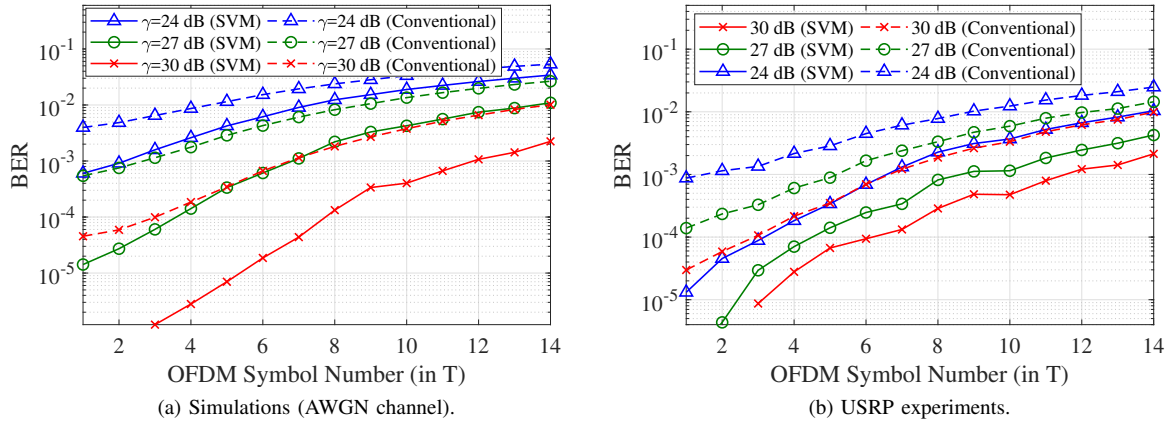 γ=24 dB (SVM) γ=24 dB (Conventional)
γ=27 dB (SVM) γ=27 dB (Conventional)
γ=30 dB (SVM) γ=30 dB (Conventional)
10^-1
10^-2
10^-3
10^-4
10^-5
BER
2 4 6 8 10 12 14
OFDM Symbol Number (in T)
(a) Simulations (AWGN channel).
30 dB (SVM) 30 dB (Conventional)
27 dB (SVM) 27 dB (Conventional)
24 dB (SVM) 24 dB (Conventional)
10^-1
10^-2
10^-3
10^-4
10^-5
BER
2 4 6 8 10 12 14
OFDM Symbol Number (in T)
(b) USRP experiments.